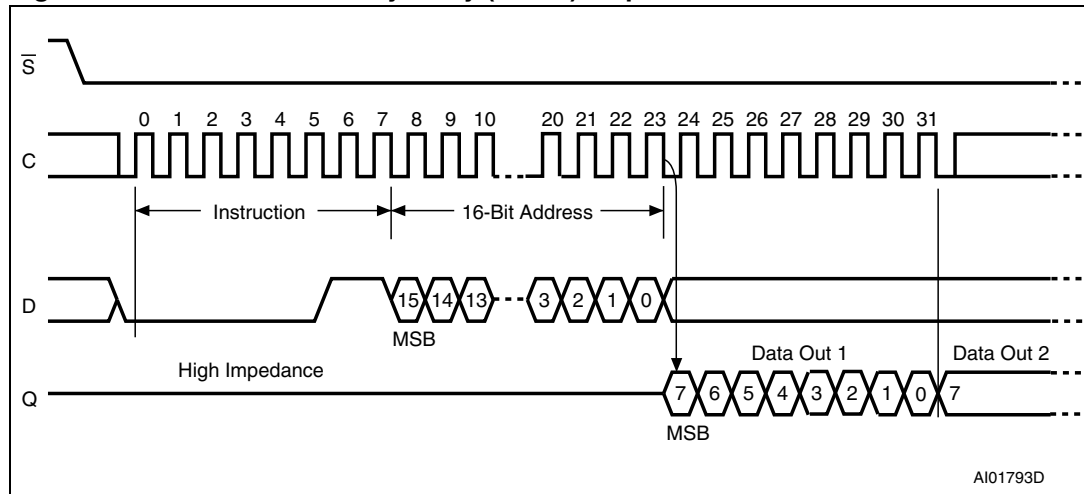 S
0 1 2 3 4 5 6 7 8 9 10 20 21 22 23 24 25 26 27 28 29 30 31
C
Instruction 16-Bit Address
D
15 14 13 3 2 1 0
MSB
High Impedance Data Out 1 Data Out 2
Q
7 6 5 4 3 2 1 0 7
MSB
AI01793D